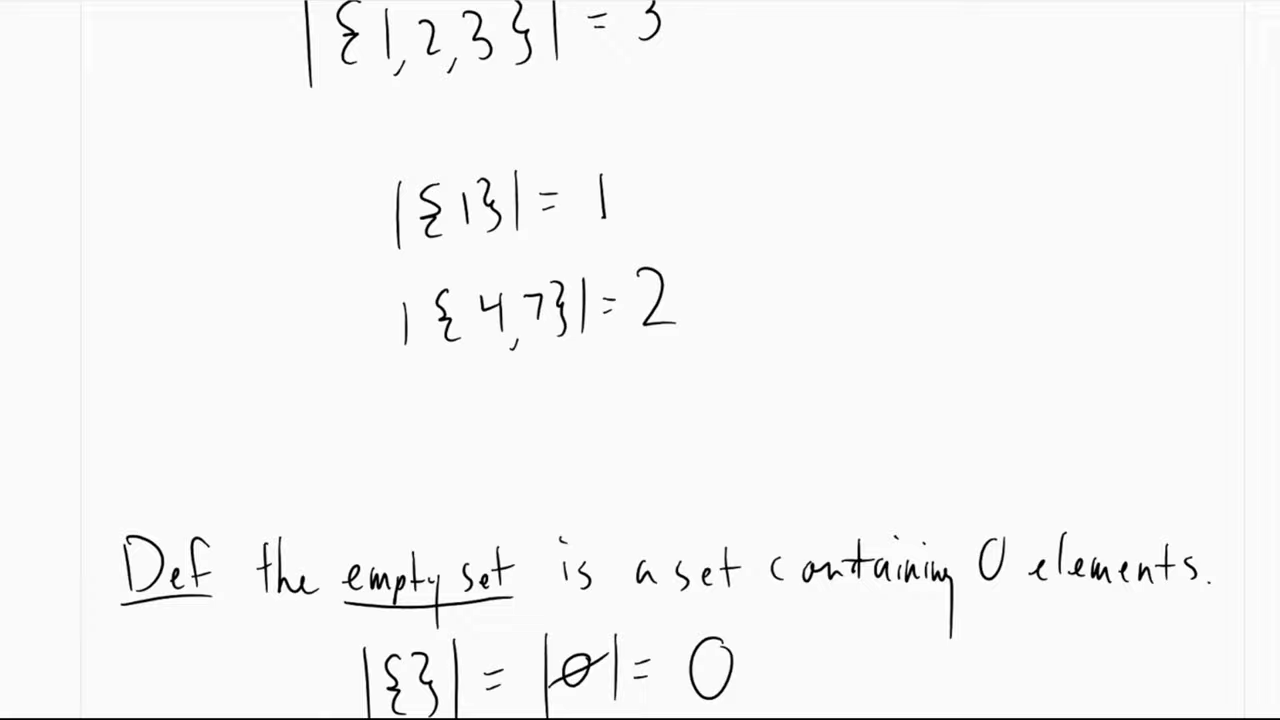 |{1,2,3}| = 3
|{1}| = 1
|{4,7}| = 2
Def the empty set is a set containing 0 elements.
|{}| = |∅| = 0